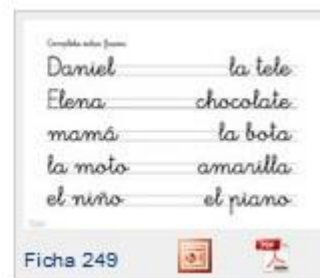 Completa estas frases
Daniel la tele
Elena chocolate
mamá la bota
la moto amarilla
el niño el piano
Ficha 249
PDF